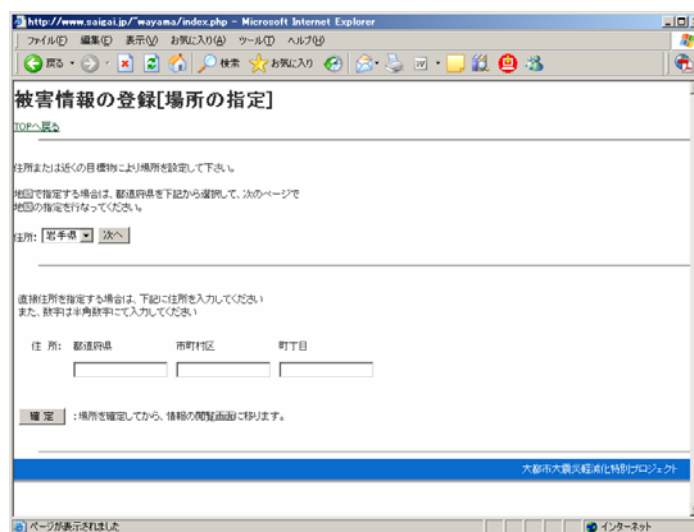 http://www.saigai.jp/~wayama/index.php - Microsoft Internet Explorer
ファイル(F) 編集(E) 表示(V) お気に入り(A) ツール(T) ヘルプ(H)
戻る 検索 お気に入り
被害情報の登録[場所の指定]
TOPへ戻る
住所または近くの目標物により場所を設定して下さい。
地図で指定する場合は、都道府県を下記から選択して、次のページで
地図の指定を行なってください。
住所: 岩手県 次へ
直接住所を指定する場合は、下記に住所を入力してください
また、数字は半角数字にて入力してください
住 所: 都道府県 市町村区 町丁目
確 定 :場所を確定してから、情報の閲覧画面に移ります。
大都市大震災軽減化特別プロジェクト
ページが表示されました インターネット